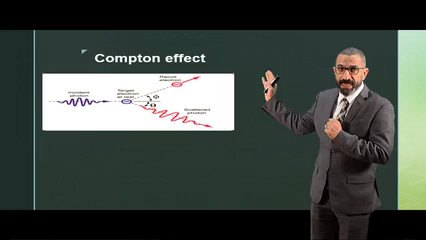 Compton effect
Recoil
electron
Incident
photon
Target
electron
at rest
Φ
θ
Scattered
photon